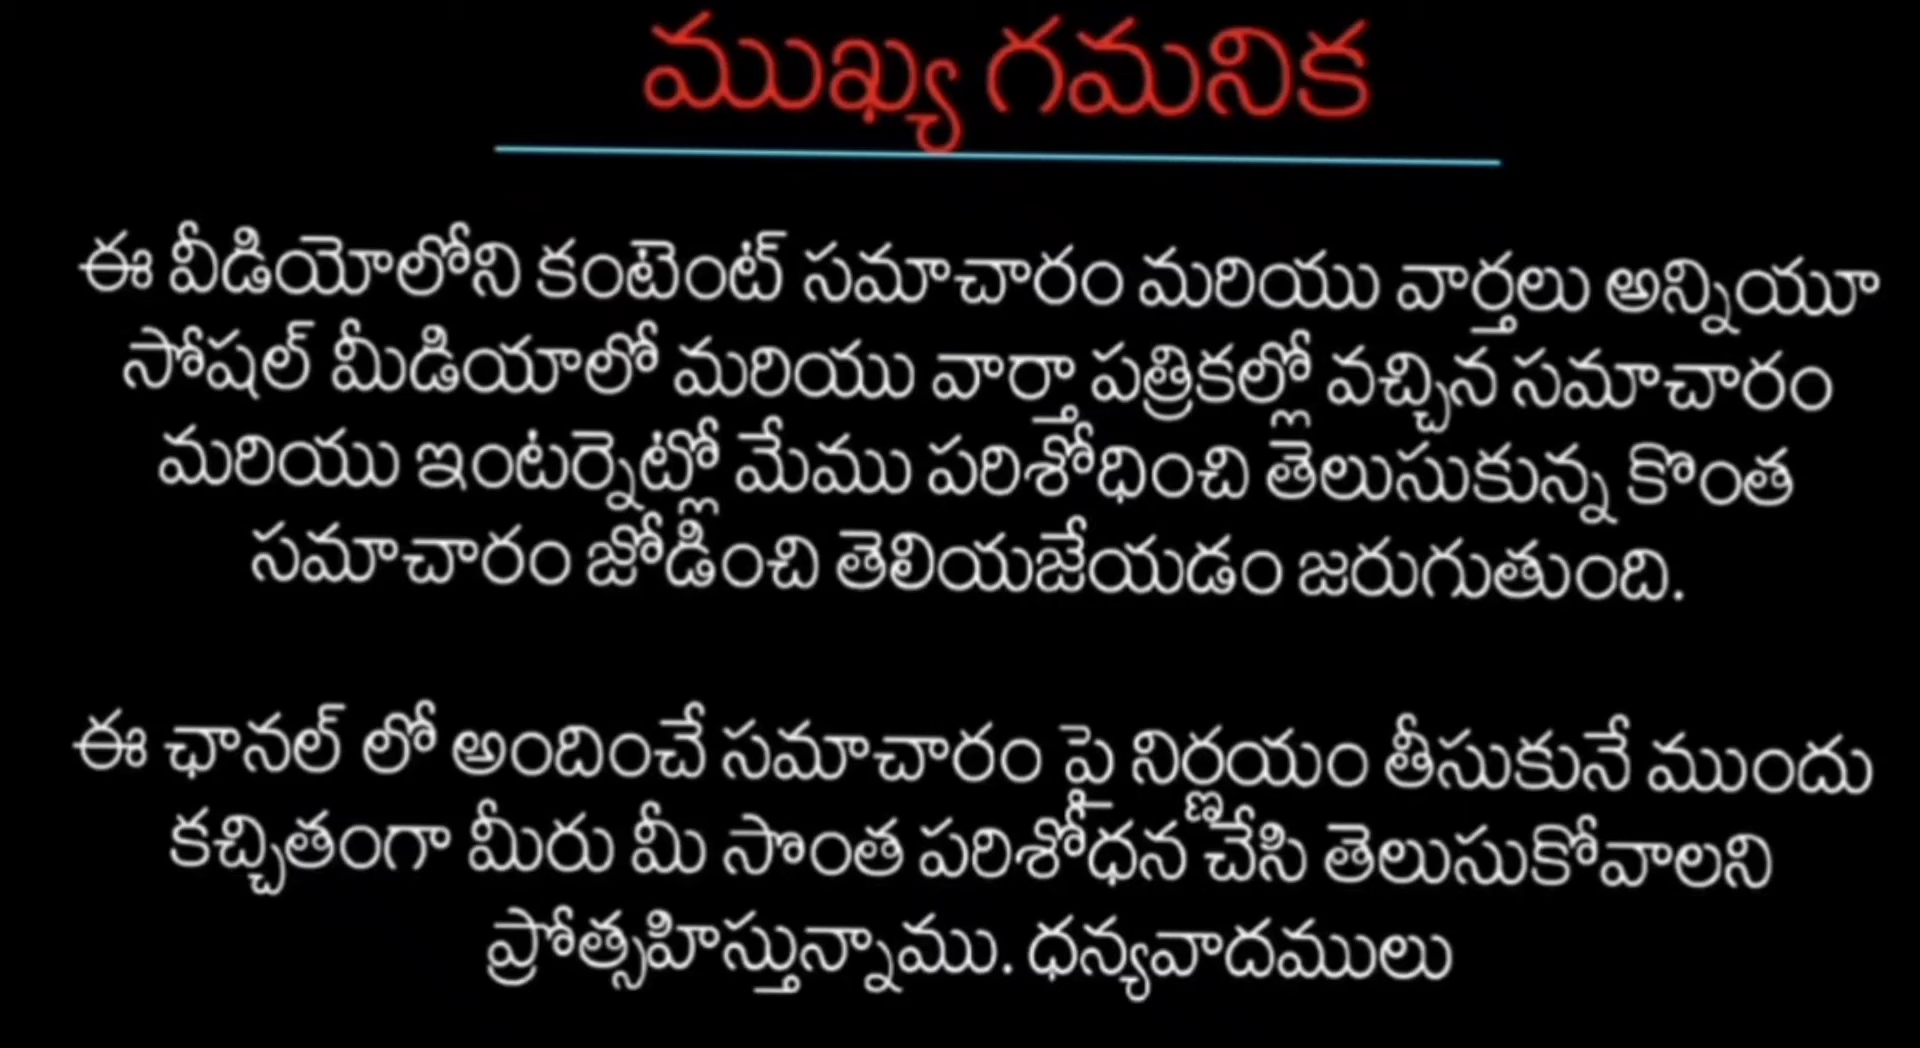 ముఖ్య గమనిక
ఈ వీడియోలోని కంటెంట్ సమాచారం మరియు వార్తలు అన్నియూ
సోషల్ మీడియాలో మరియు వార్తా పత్రికల్లో వచ్చిన సమాచారం
మరియు ఇంటర్నెట్లో మేము పరిశోధించి తెలుసుకున్న కొంత
సమాచారం జోడించి తెలియజేయడం జరుగుతుంది.
ఈ ఛానల్ లో అందించే సమాచారం పై నిర్ణయం తీసుకునే ముందు
కచ్చితంగా మీరు మీ సొంత పరిశోధన చేసి తెలుసుకోవాలని
ప్రోత్సహిస్తున్నాము. ధన్యవాదములు